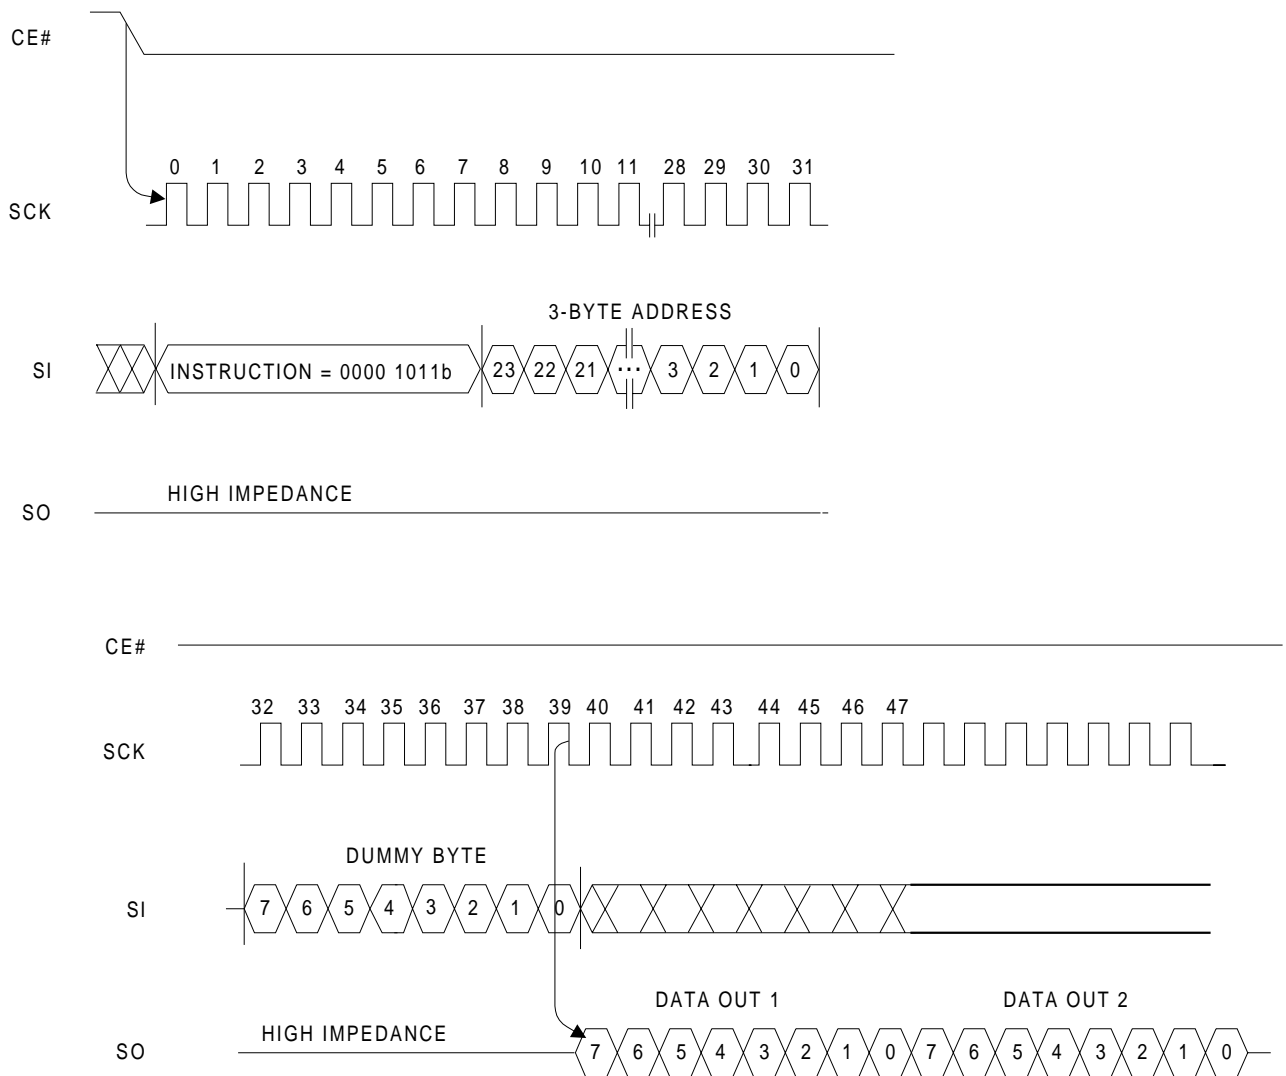 CE#
0 1 2 3 4 5 6 7 8 9 10 11 28 29 30 31
SCK
3-BYTE ADDRESS
SI INSTRUCTION = 0000 1011b 23 22 21 ... 3 2 1 0
HIGH IMPEDANCE
SO
CE#
32 33 34 35 36 37 38 39 40 41 42 43 44 45 46 47
SCK
DUMMY BYTE
SI 7 6 5 4 3 2 1 0
DATA OUT 1 DATA OUT 2
HIGH IMPEDANCE
SO 7 6 5 4 3 2 1 0 7 6 5 4 3 2 1 0